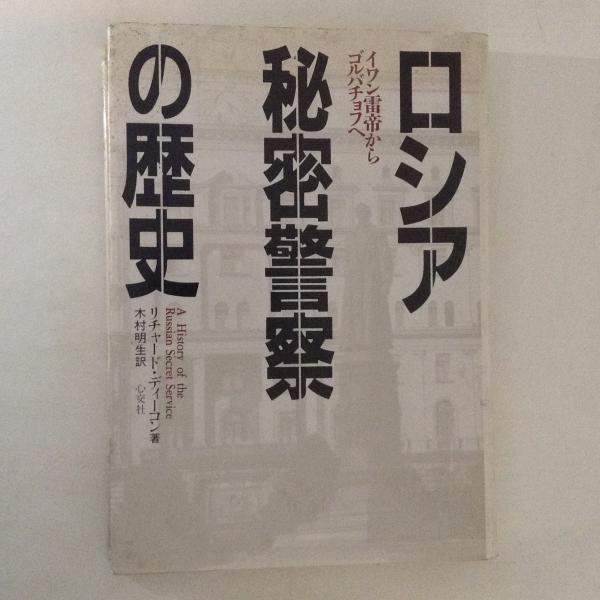 ロシア
イワン雷帝から
ゴルバチョフへ
秘密警察
の歴史
A History of the
Russian Secret Service
リチャード・ディーコン著
木村明生訳
心交社